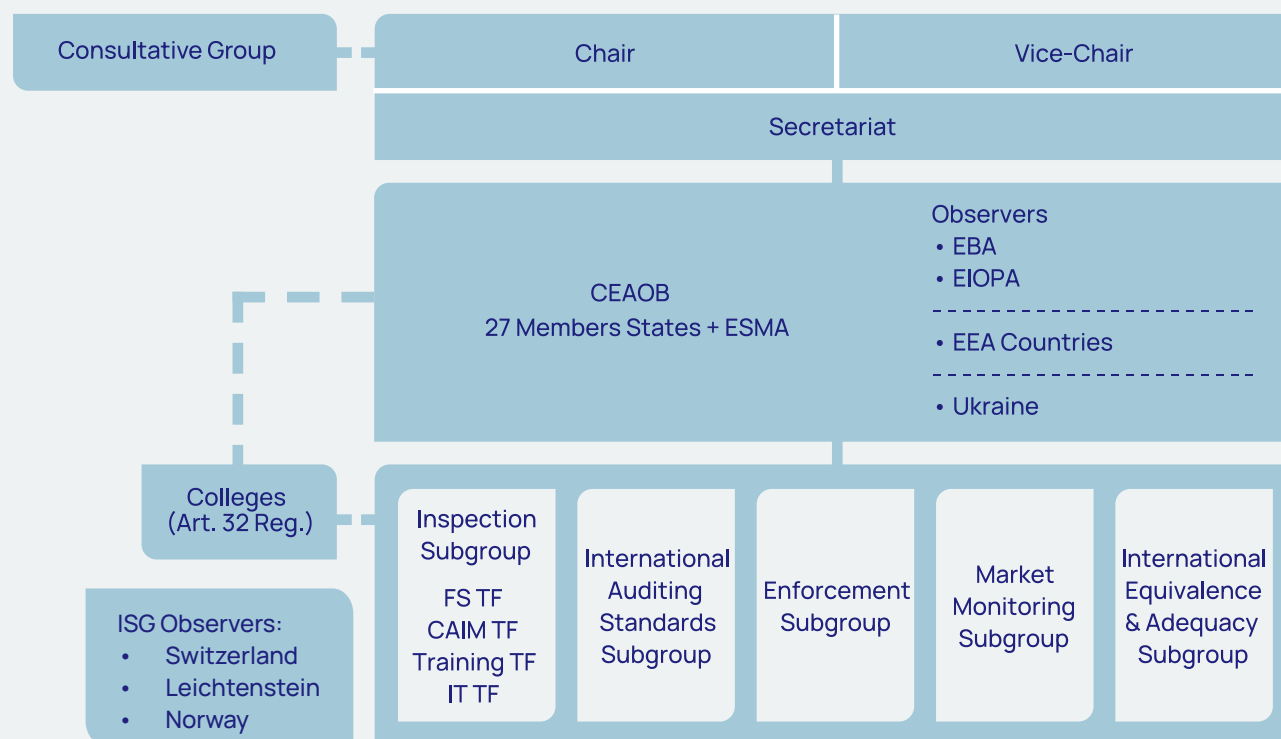 Consultative Group
Chair
Vice-Chair
Secretariat
CEAOB
27 Members States + ESMA
Observers
• EBA
• EIOPA
• EEA Countries
• Ukraine
Colleges
(Art. 32 Reg.)
Inspection
Subgroup
FS TF
CAIM TF
Training TF
IT TF
International
Auditing
Standards
Subgroup
Enforcement
Subgroup
Market
Monitoring
Subgroup
International
Equivalence
& Adequacy
Subgroup
ISG Observers:
• Switzerland
• Leichtenstein
• Norway